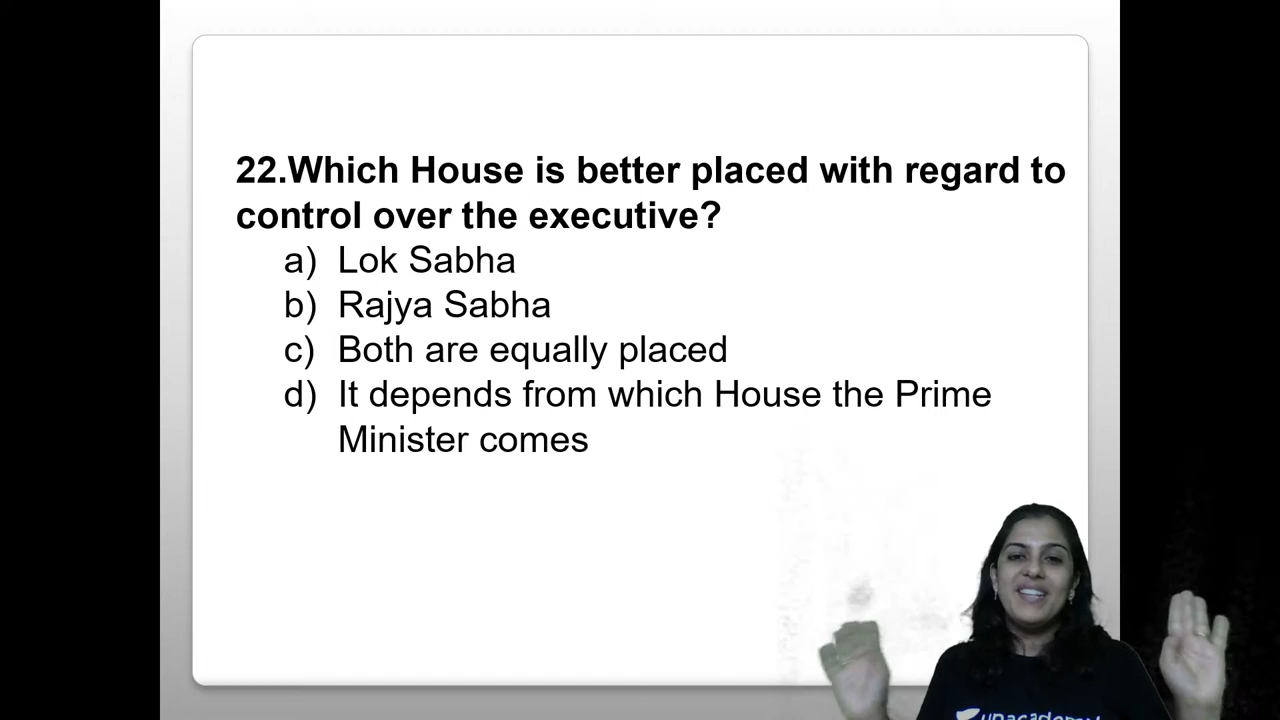 22.Which House is better placed with regard to
control over the executive?
a) Lok Sabha
b) Rajya Sabha
c) Both are equally placed
d) It depends from which House the Prime
Minister comes
unacademy